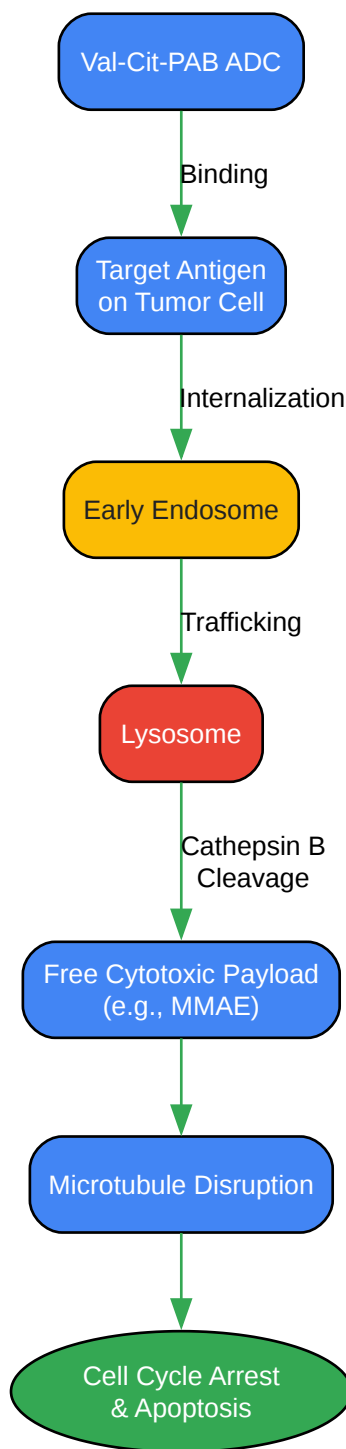 Val-Cit-PAB ADC
Binding
Target Antigen
on Tumor Cell
Internalization
Early Endosome
Trafficking
Lysosome
Cathepsin B
Cleavage
Free Cytotoxic Payload
(e.g., MMAE)
Microtubule Disruption
Cell Cycle Arrest
& Apoptosis